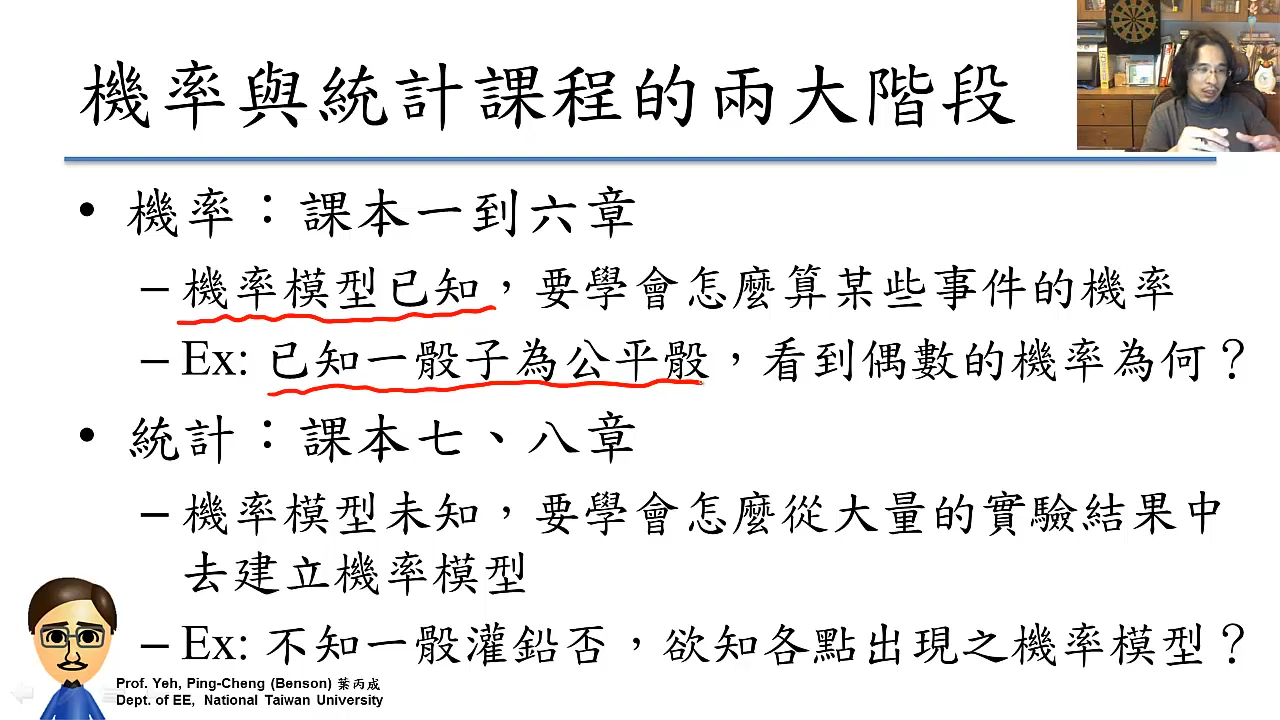 機率與統計課程的兩大階段
• 機率：課本一到六章
– 機率模型已知，要學會怎麼算某些事件的機率
– Ex: 已知一骰子為公平骰，看到偶數的機率為何？
• 統計：課本七、八章
– 機率模型未知，要學會怎麼從大量的實驗結果中
去建立機率模型
– Ex: 不知一骰灌鉛否，欲知各點出現之機率模型？
Prof. Yeh, Ping-Cheng (Benson) 葉丙成
Dept. of EE, National Taiwan University